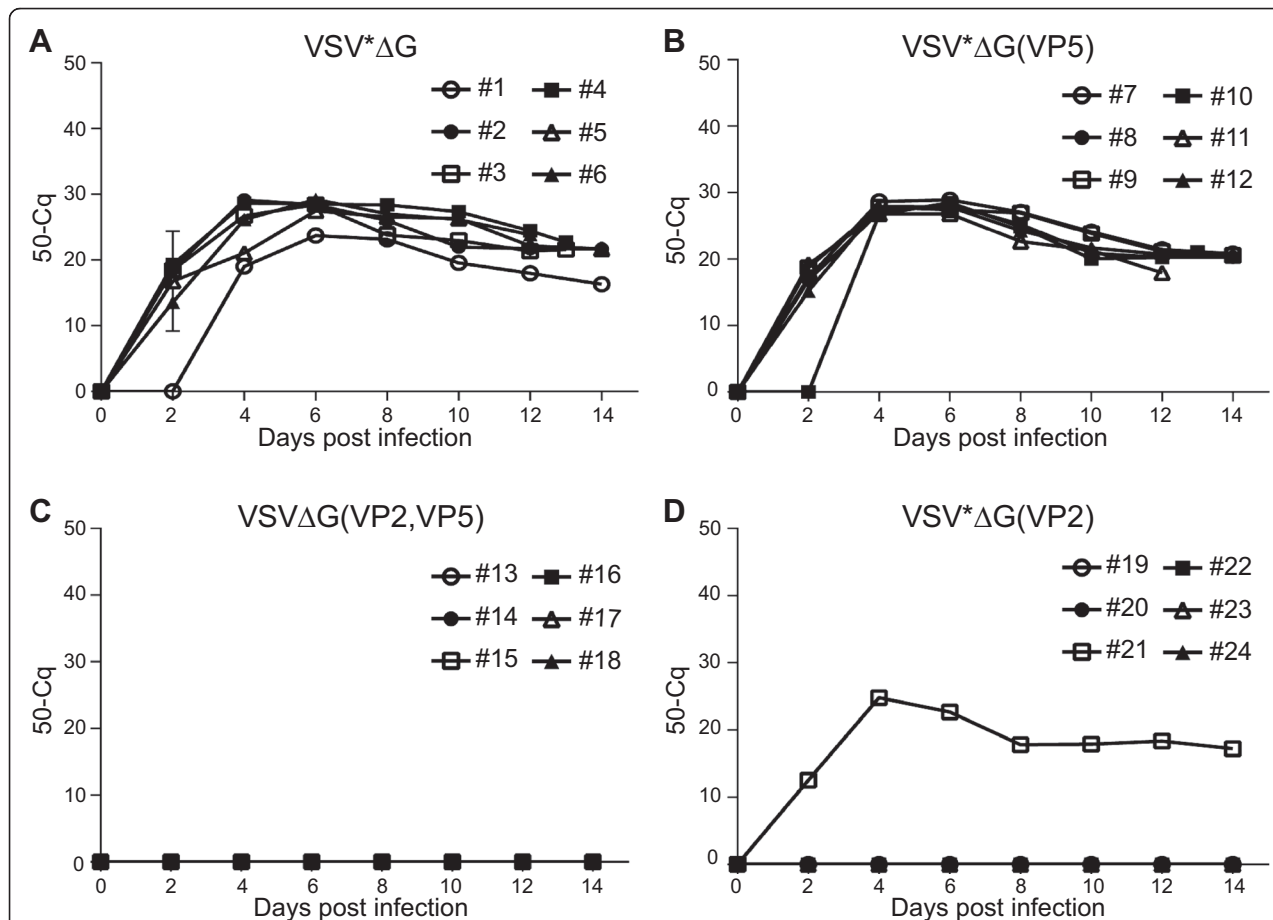 A
VSV*ΔG
50-Cq
50
40
30
20
10
0
#1 #4
#2 #5
#3 #6
0 2 4 6 8 10 12 14
Days post infection
B
VSV*ΔG(VP5)
50-Cq
50
40
30
20
10
0
#7 #10
#8 #11
#9 #12
0 2 4 6 8 10 12 14
Days post infection
C
VSVΔG(VP2,VP5)
50-Cq
50
40
30
20
10
0
#13 #16
#14 #17
#15 #18
0 2 4 6 8 10 12 14
Days post infection
D
VSV*ΔG(VP2)
50-Cq
50
40
30
20
10
0
#19 #22
#20 #23
#21 #24
0 2 4 6 8 10 12 14
Days post infection